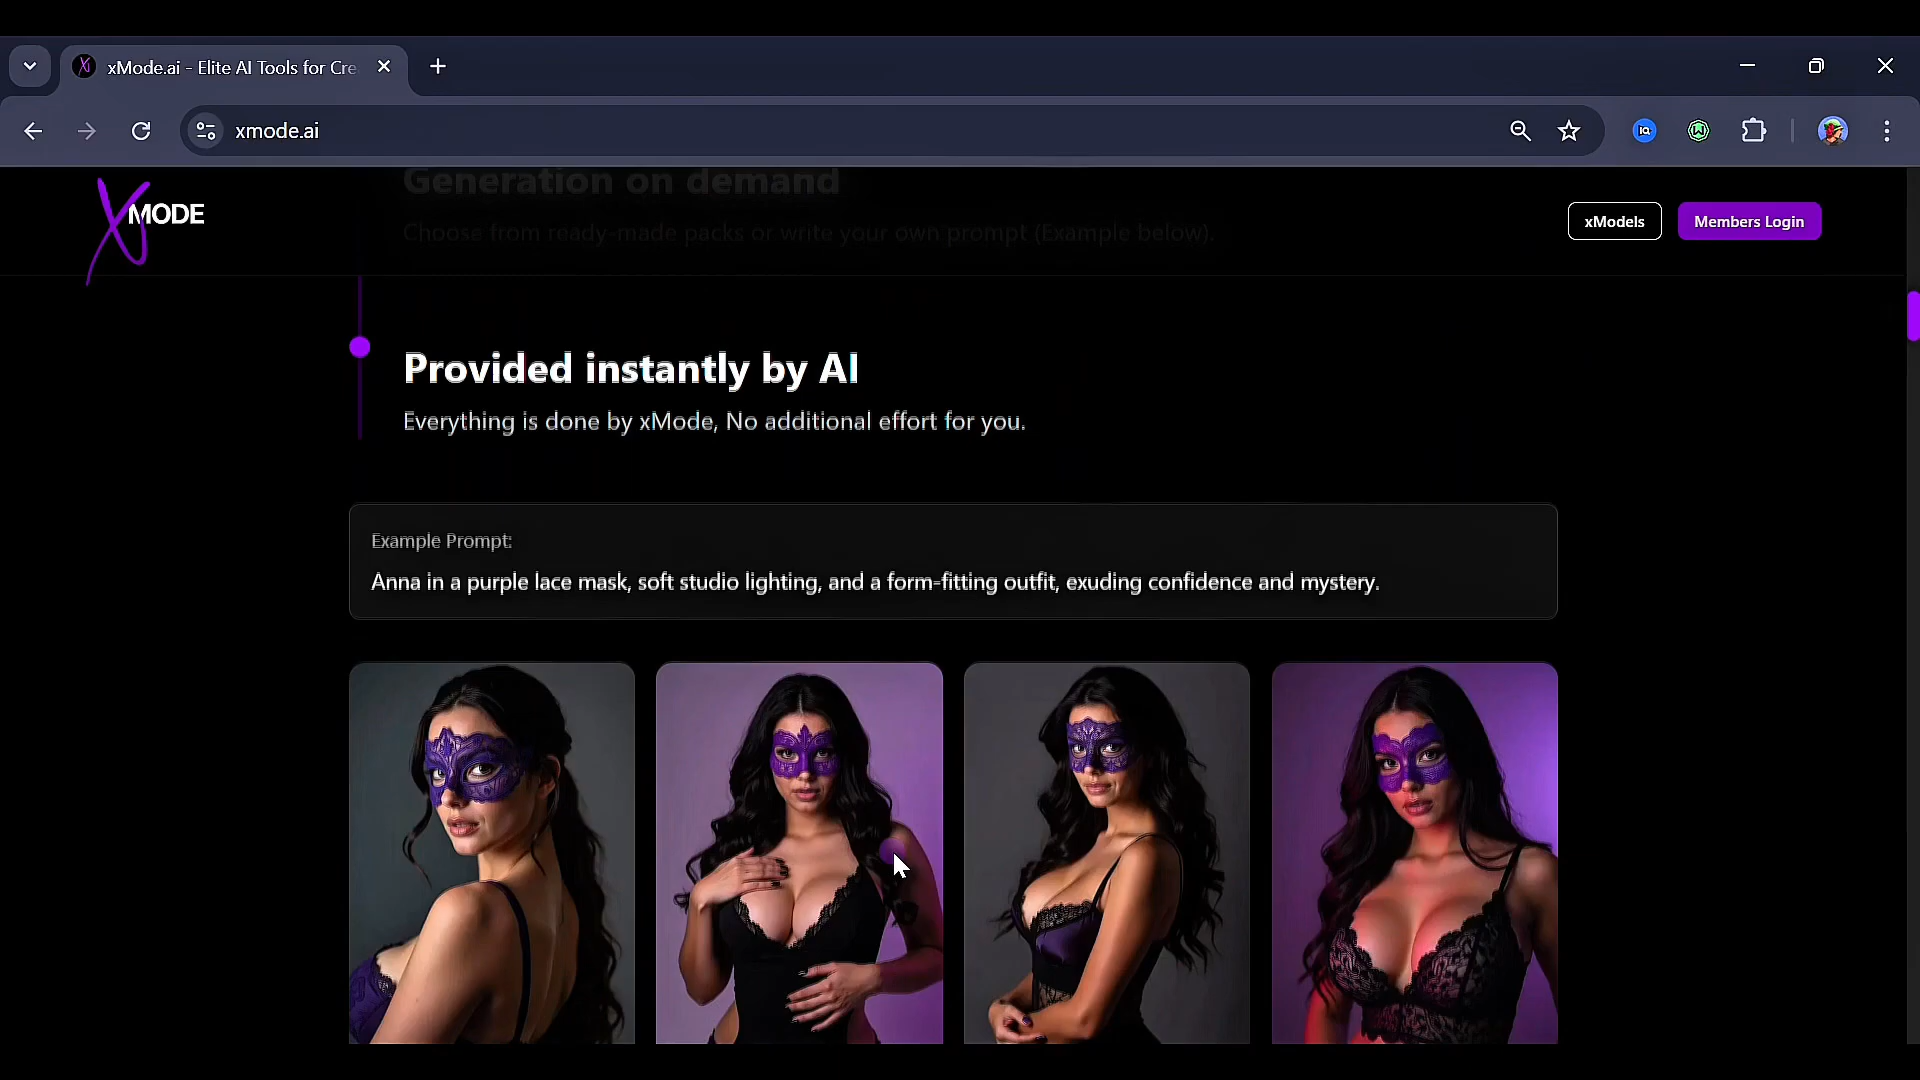 xMode.ai - Elite AI Tools for Cre
xmode.ai
Generation on demand
Choose from ready-made packs or write your own prompt (Example below).
XMODE
xModels
Members Login
Provided instantly by AI
Everything is done by xMode, No additional effort for you.
Example Prompt:
Anna in a purple lace mask, soft studio lighting, and a form-fitting outfit, exuding confidence and mystery.